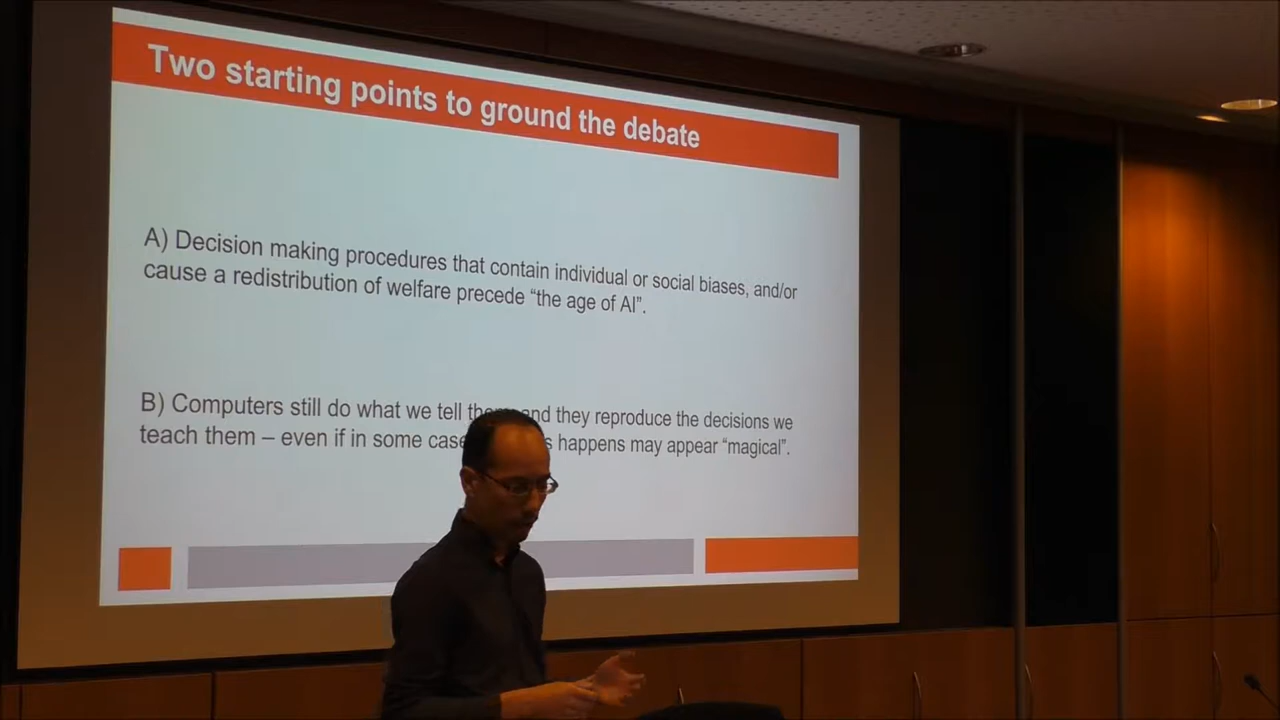 Two starting points to ground the debate
A) Decision making procedures that contain individual or social biases, and/or
cause a redistribution of welfare precede “the age of AI”.
B) Computers still do what we tell and they reproduce the decisions we
teach them – even if in some happens may appear “magical”.